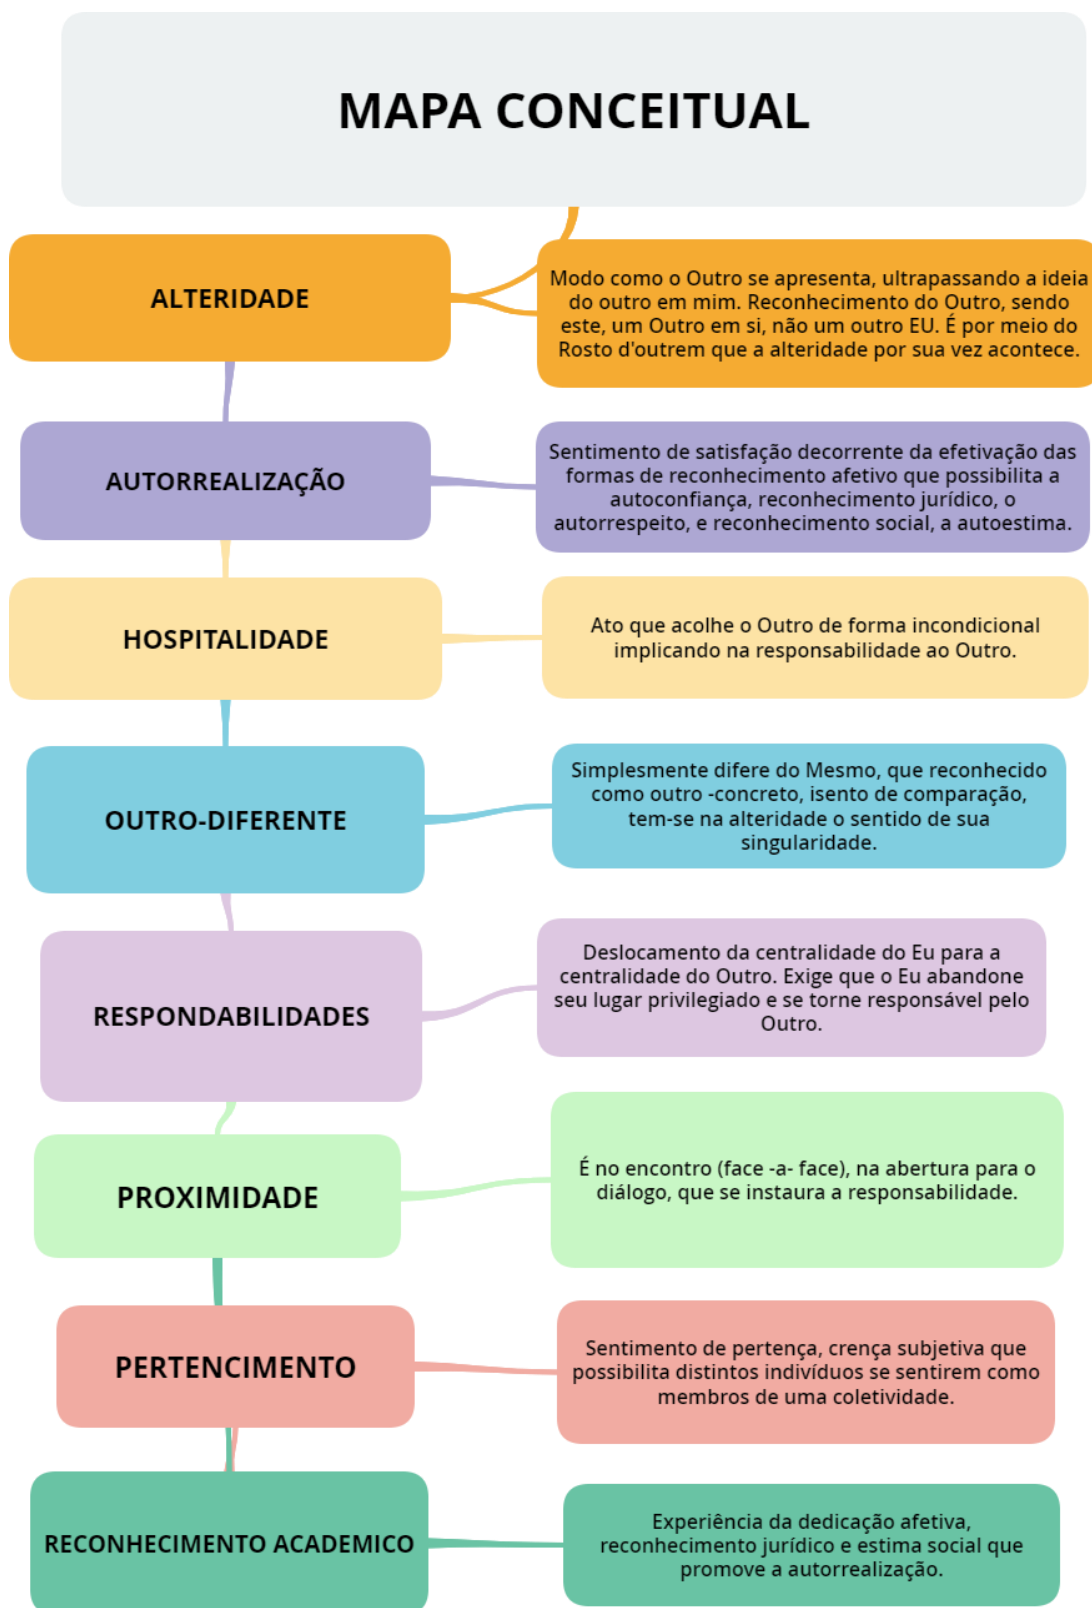 MAPA CONCEITUAL
ALTERIDADE
Modo como o Outro se apresenta, ultrapassando a ideia
do outro em mim. Reconhecimento do Outro, sendo
este, um Outro em si, não um outro EU. É por meio do
Rosto d'outrem que a alteridade por sua vez acontece.
AUTORREALIZAÇÃO
Sentimento de satisfação decorrente da efetivação das
formas de reconhecimento afetivo que possibilita a
autoconfiança, reconhecimento jurídico, o
autorrespeito, e reconhecimento social, a autoestima.
HOSPITALIDADE
Ato que acolhe o Outro de forma incondicional
implicando na responsabilidade ao Outro.
OUTRO-DIFERENTE
Simplesmente difere do Mesmo, que reconhecido
como outro -concreto, isento de comparação,
tem-se na alteridade o sentido de sua
singularidade.
RESPONDABILIDADES
Deslocamento da centralidade do Eu para a
centralidade do Outro. Exige que o Eu abandone
seu lugar privilegiado e se torne responsável pelo
Outro.
PROXIMIDADE
É no encontro (face -a- face), na abertura para o
diálogo, que se instaura a responsabilidade.
PERTENCIMENTO
Sentimento de pertença, crença subjetiva que
possibilita distintos indivíduos se sentirem como
membros de uma coletividade.
RECONHECIMENTO ACADEMICO
Experiência da dedicação afetiva,
reconhecimento jurídico e estima social que
promove a autorrealização.